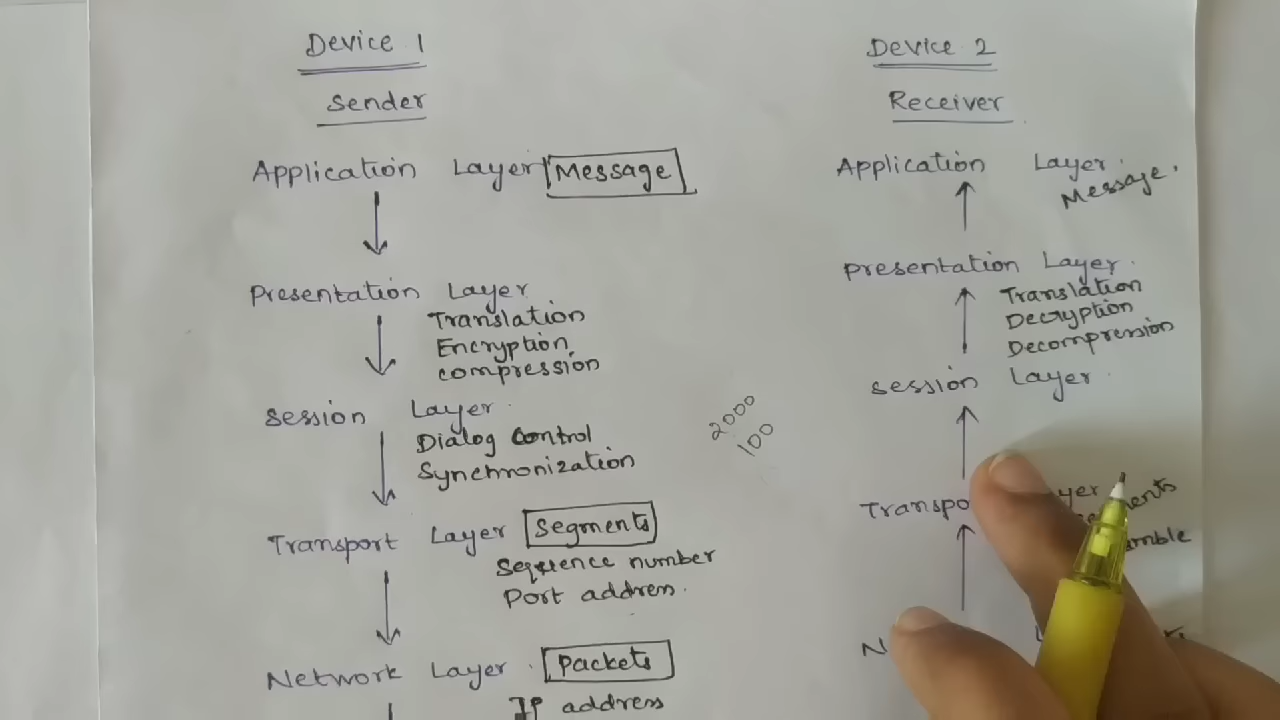 Device 1
Sender
Application Layer Message
Presentation Layer
Translation
Encryption
compression
Session Layer
Dialog Control
Synchronization
Transport Layer Segments
Sequence number
Port address
Network Layer Packets
IP address
2000
100
Device 2
Receiver
Application Layer
Message
Presentation Layer
Translation
Decryption
Decompression
Session Layer